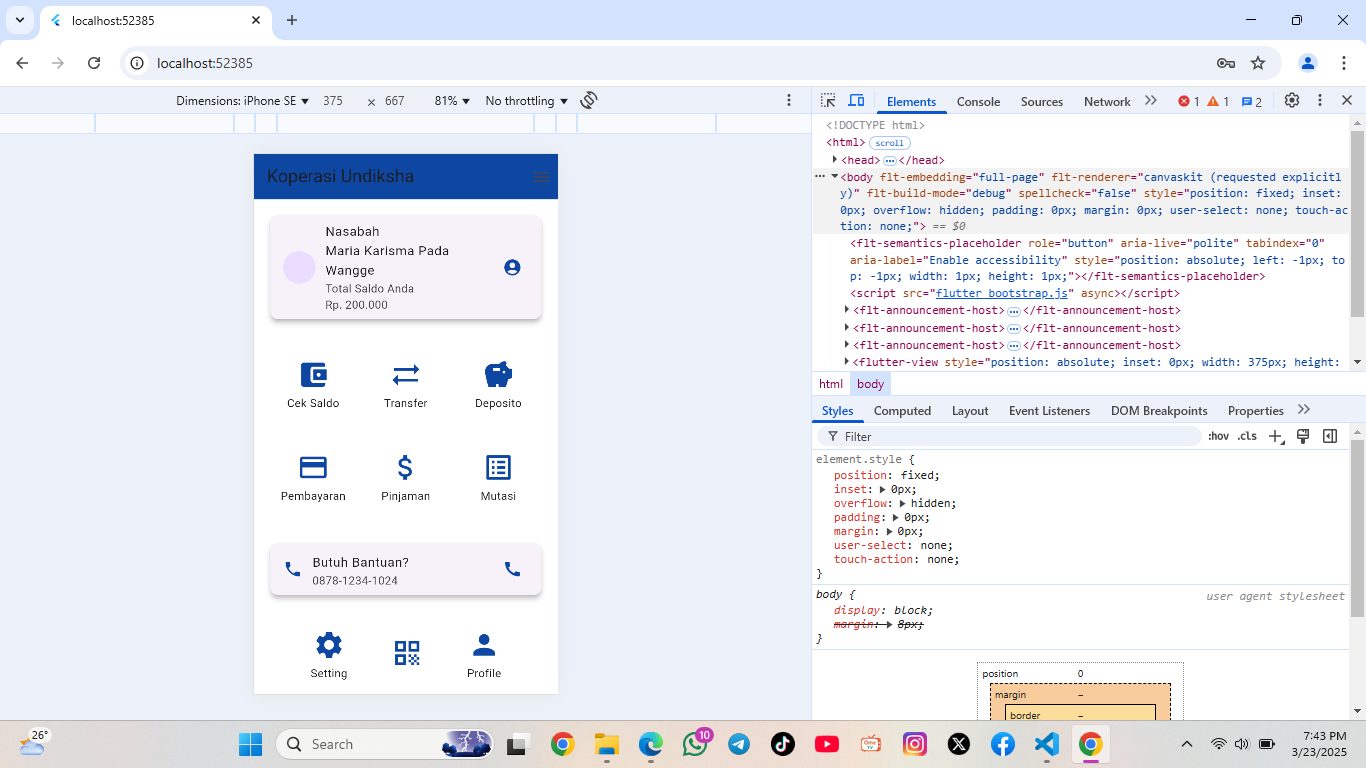 localhost:52385
localhost:52385
Dimensions: iPhone SE 375 × 667 81% No throttling
Koperasi Undiksha
Nasabah
Maria Karisma Pada
Wangge
Total Saldo Anda
Rp. 200.000
Cek Saldo Transfer Deposito
Pembayaran Pinjaman Mutasi
Butuh Bantuan?
0878-1234-1024
Setting Profile
Elements Console Sources Network 1 1 2
<!DOCTYPE html>
<html> scroll
<head> … </head>
<body flt-embedding="full-page" flt-renderer="canvaskit (requested explicitl
y)" flt-build-mode="debug" spellcheck="false" style="position: fixed; inset:
0px; overflow: hidden; padding: 0px; margin: 0px; user-select: none; touch-ac
tion: none;"> == $0
<flt-semantics-placeholder role="button" aria-live="polite" tabindex="0"
aria-label="Enable accessibility" style="position: absolute; left: -1px; to
p: -1px; width: 1px; height: 1px;"></flt-semantics-placeholder>
<script src="flutter_bootstrap.js" async></script>
<flt-announcement-host> … </flt-announcement-host>
<flt-announcement-host> … </flt-announcement-host>
<flt-announcement-host> … </flt-announcement-host>
<flutter-view style="position: absolute; inset: 0px; width: 375px; height:
html body
Styles Computed Layout Event Listeners DOM Breakpoints Properties
Filter :hov .cls
element.style {
position: fixed;
inset: 0px;
overflow: hidden;
padding: 0px;
margin: 0px;
user-select: none;
touch-action: none;
}
body { user agent stylesheet
display: block;
margin: 8px;
}
position 0
margin –
border –
26°
Search
10
Ome
TV
7:43 PM
3/23/2025